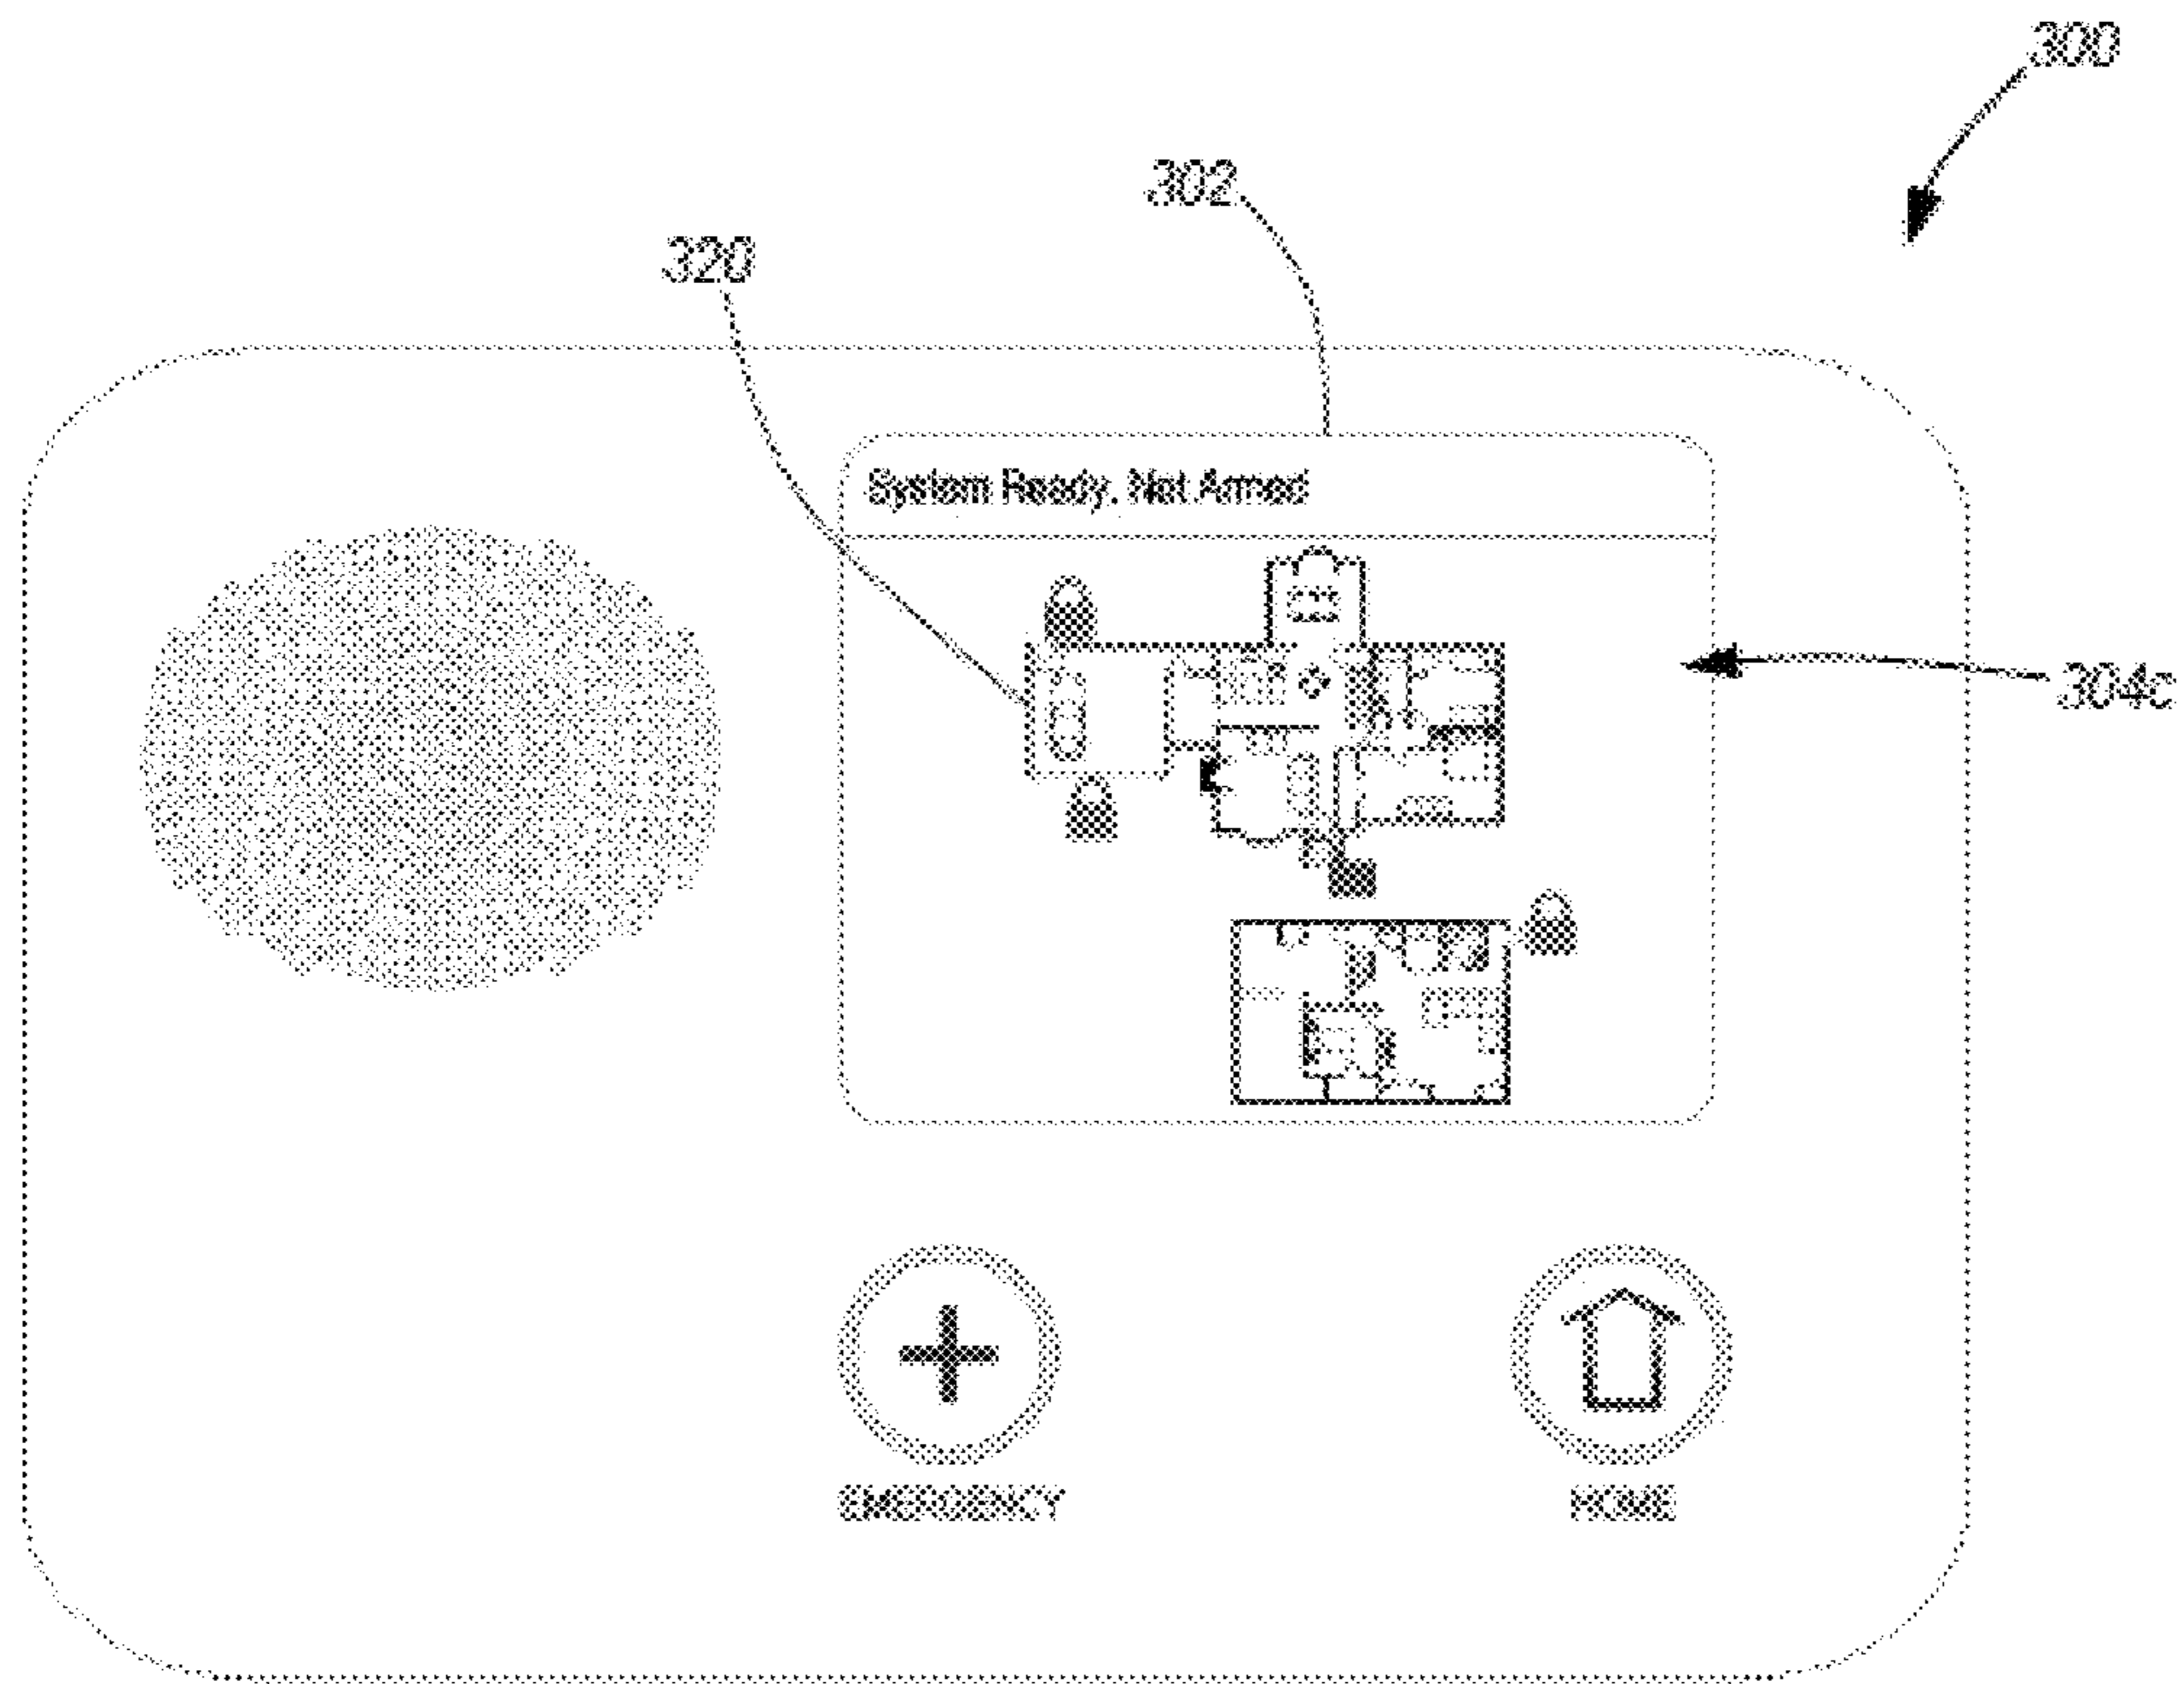 300
302
320
System Ready. Not Armed
304c
EMERGENCY
HOME